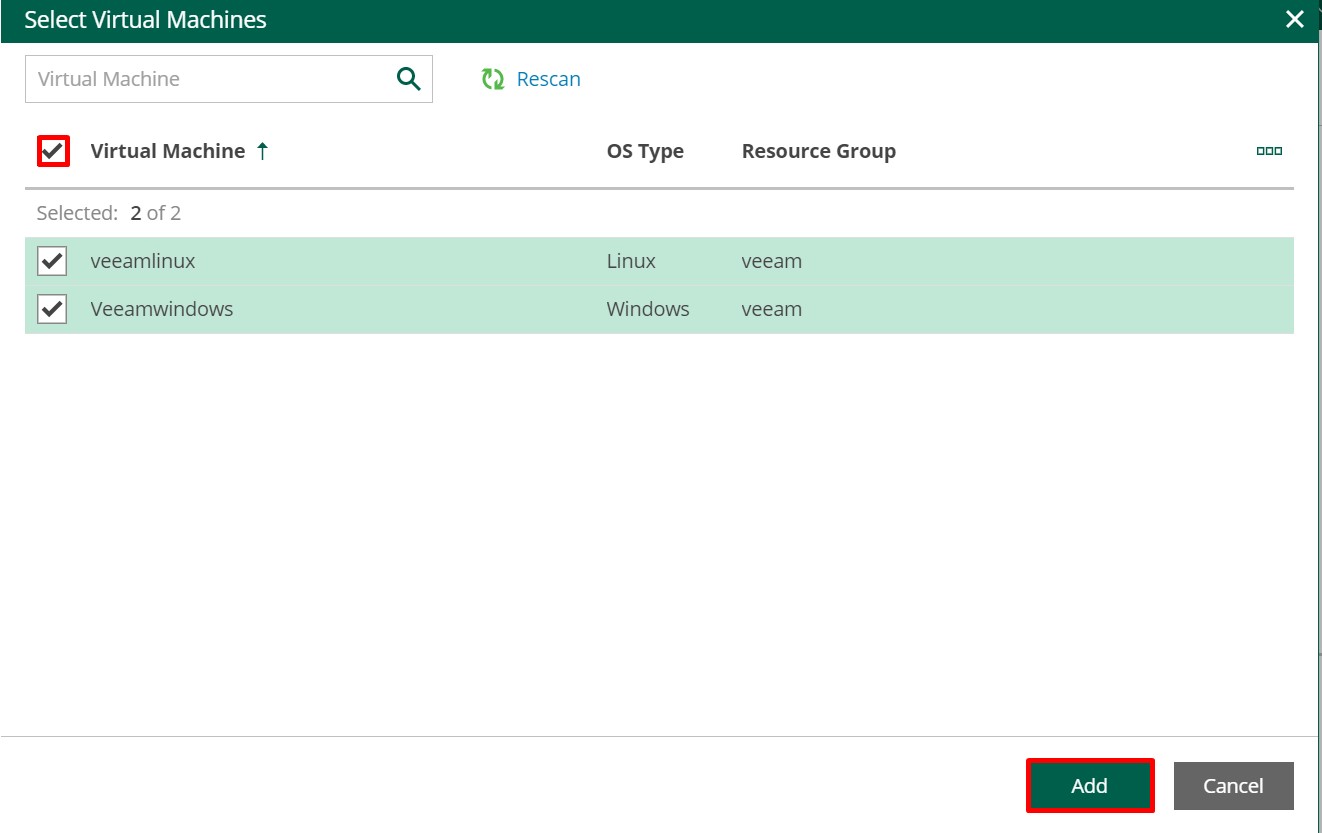 Select Virtual Machines
Virtual Machine Rescan
Virtual Machine ↑ OS Type Resource Group
Selected: 2 of 2
veeamlinux Linux veeam
Veeamwindows Windows veeam
Add Cancel